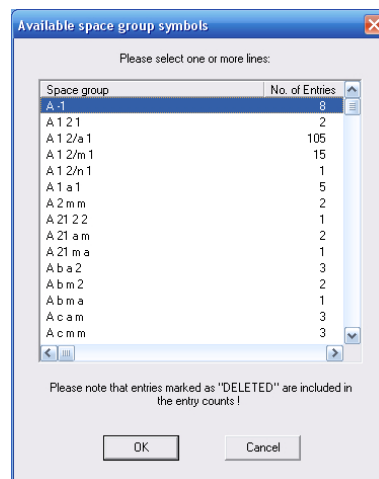 Available space group symbols
Please select one or more lines:
Space group No. of Entries
A -1 8
A 1 2 1 2
A 1 2/a 1 105
A 1 2/m 1 15
A 1 2/n 1 1
A 1 a 1 5
A 2 m m 2
A 21 2 2 1
A 21 a m 2
A 21 m a 1
A b a 2 3
A b m 2 2
A b m a 1
A c a m 3
A c m m 3
Please note that entries marked as "DELETED" are included in
the entry counts !
OK Cancel